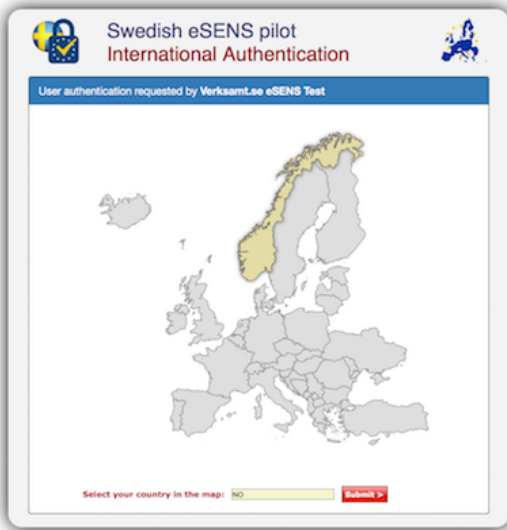 Swedish eSENS pilot
International Authentication
User authentication requested by Verksamt.se eSENS Test
Select your country in the map: NO
Submit >